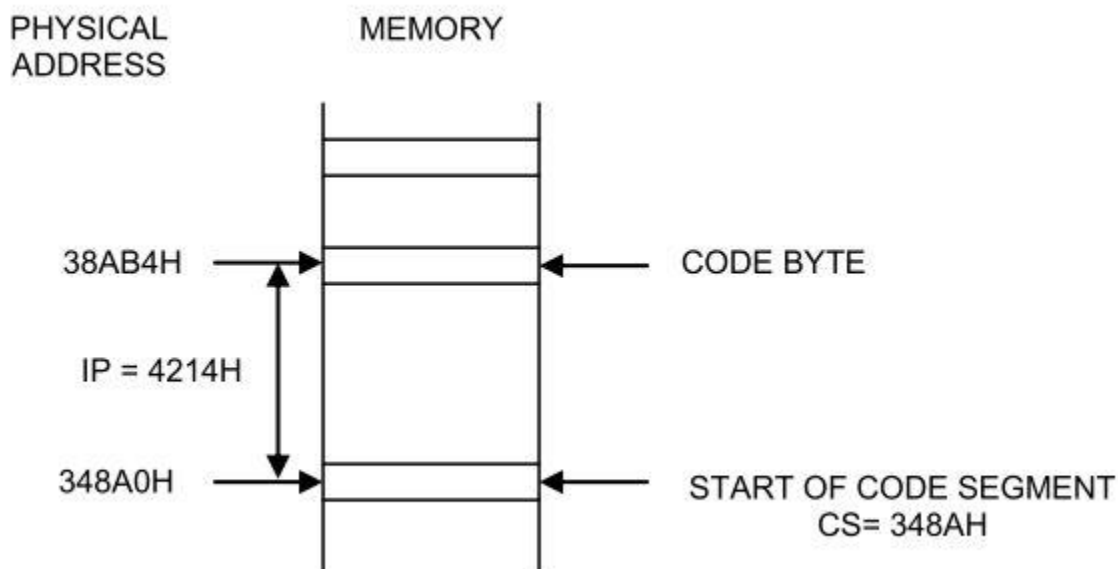 PHYSICAL
ADDRESS
MEMORY
38AB4H
CODE BYTE
IP = 4214H
348A0H
START OF CODE SEGMENT
CS= 348AH